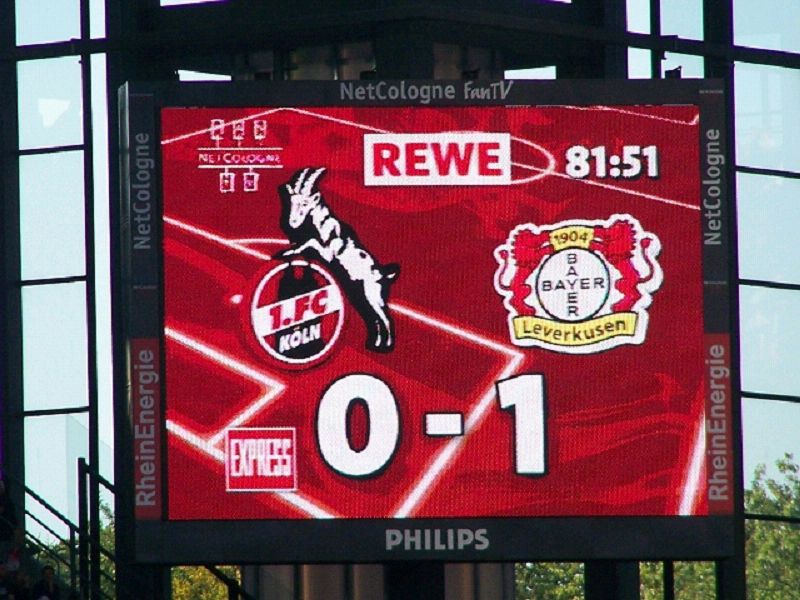 NetCologne FanTV
NETCOLOGNE
REWE
81:51
NetCologne
NetCologne
1904
BAYER
BAYER
Leverkusen
1.FC
KÖLN
0 - 1
EXPRESS
RheinEnergie
RheinEnergie
PHILIPS